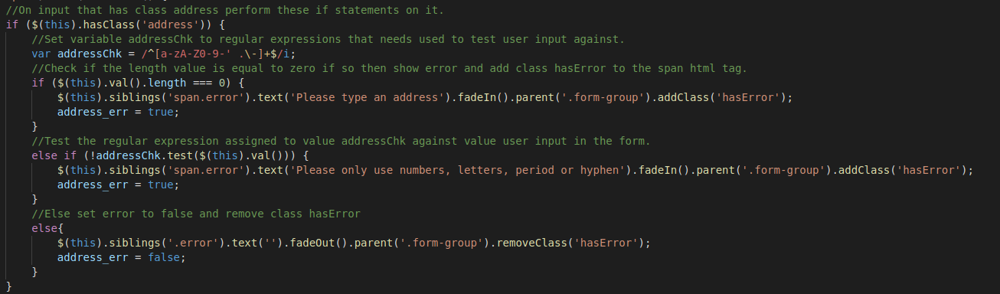 //On input that has class address perform these if statements on it.
if ($(this).hasClass('address')) {
    //Set variable addressChk to regular expressions that needs used to test user input against.
    var addressChk = /^[a-zA-Z0-9-' .\-]+$/i;
    //Check if the length value is equal to zero if so then show error and add class hasError to the span html tag.
    if ($(this).val().length === 0) {
        $(this).siblings('span.error').text('Please type an address').fadeIn().parent('.form-group').addClass('hasError');
        address_err = true;
    }
    //Test the regular expression assigned to value addressChk against value user input in the form.
    else if (!addressChk.test($(this).val())) {
        $(this).siblings('span.error').text('Please only use numbers, letters, period or hyphen').fadeIn().parent('.form-group').addClass('hasError');
        address_err = true;
    }
    //Else set error to false and remove class hasError
    else{
        $(this).siblings('.error').text('').fadeOut().parent('.form-group').removeClass('hasError');
        address_err = false;
    }
}